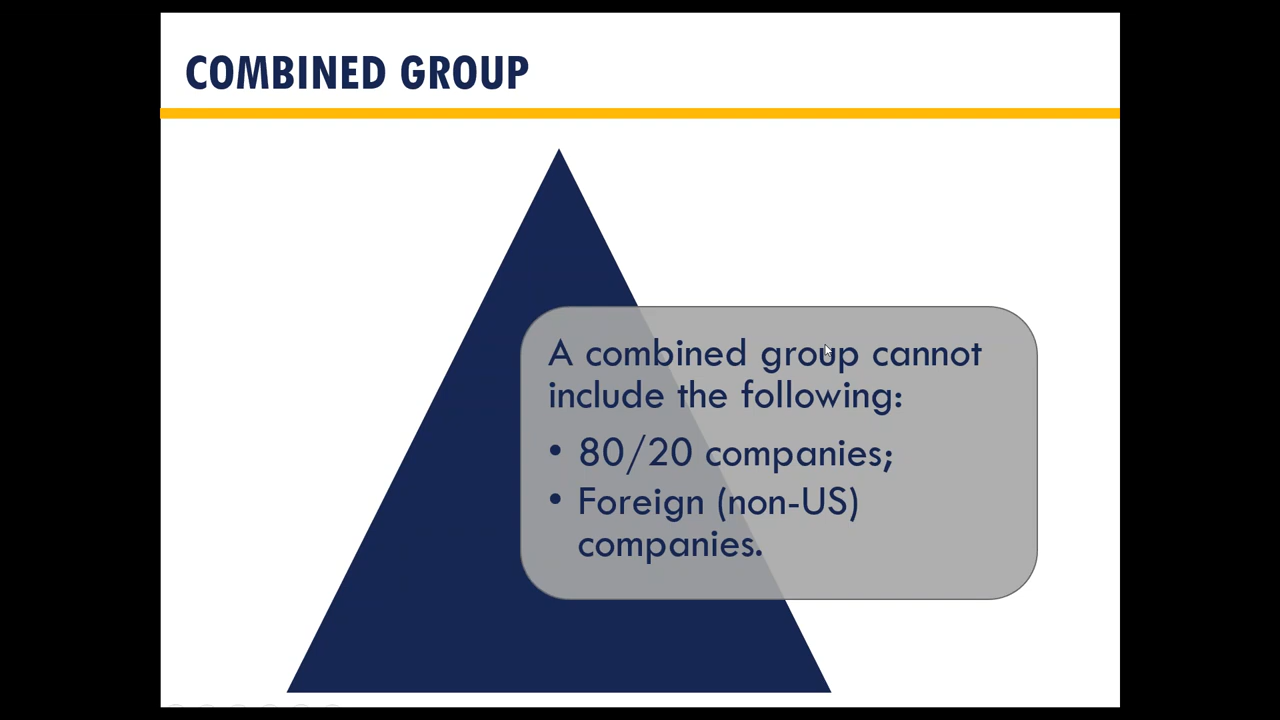 COMBINED GROUP
A combined group cannot
include the following:
• 80/20 companies;
• Foreign (non-US)
companies.